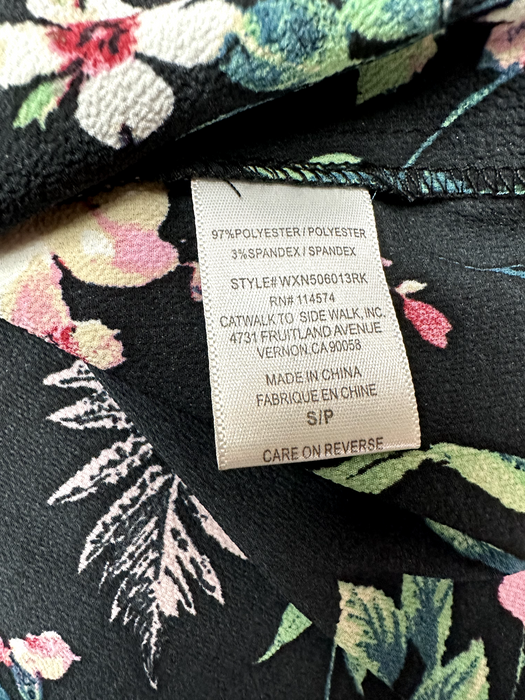 97%POLYESTER/POLYESTER
3%SPANDEX/SPANDEX
STYLE#WXN506013RK
RN# 114574
CATWALK TO SIDE WALK, INC.
4731 FRUITLAND AVENUE
VERNON,CA 90058
MADE IN CHINA
FABRIQUE EN CHINE
S/P
CARE ON REVERSE